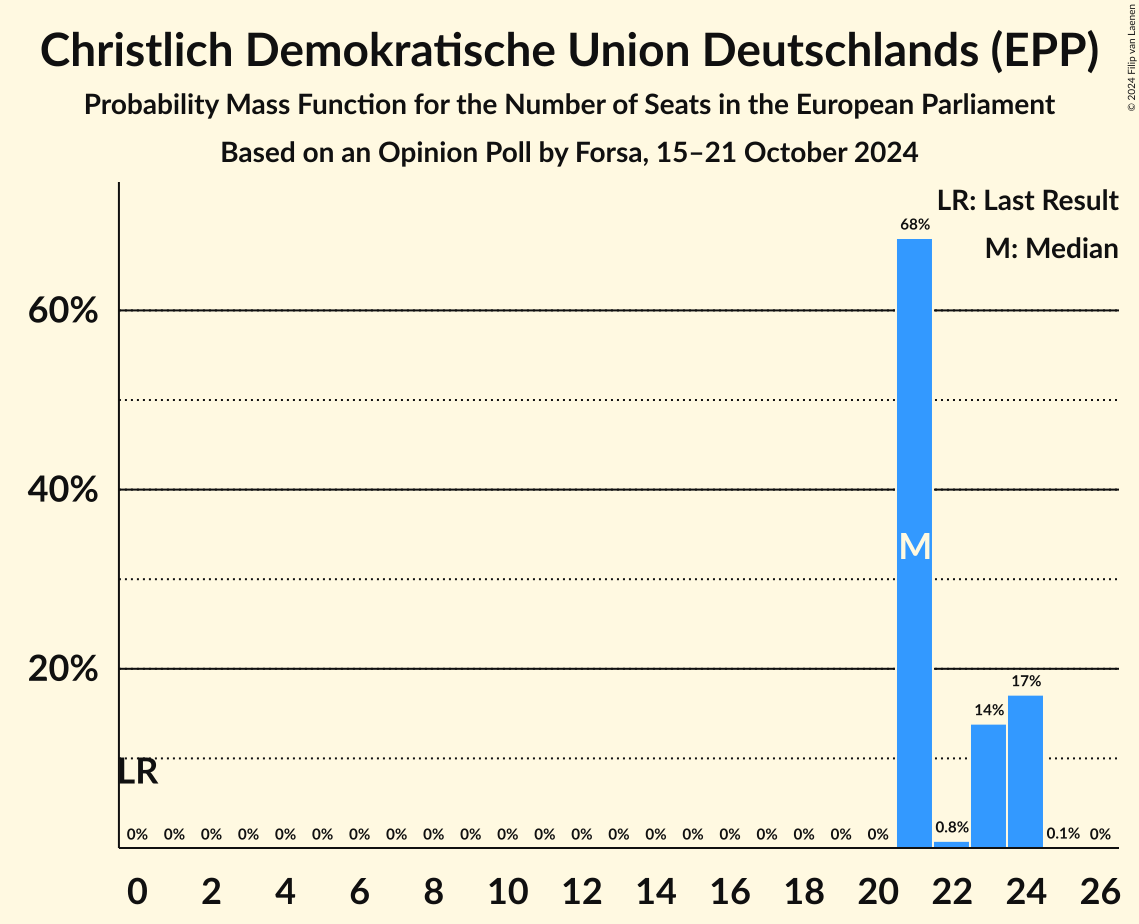 Christlich Demokratische Union Deutschlands (EPP)
Probability Mass Function for the Number of Seats in the European Parliament
Based on an Opinion Poll by Forsa, 15–21 October 2024
© 2024 Filip van Laenen
LR: Last Result
M: Median
68%
60%
40%
M
20%
17%
14%
LR
0% 0% 0% 0% 0% 0% 0% 0% 0% 0% 0% 0% 0% 0% 0% 0% 0% 0% 0% 0% 0% 0.8% 0.1% 0%
0 2 4 6 8 10 12 14 16 18 20 22 24 26